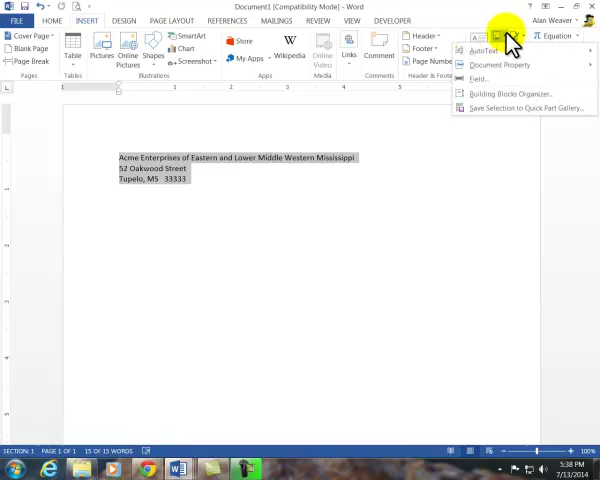 Document1 [Compatibility Mode] - Word
FILE HOME INSERT DESIGN PAGE LAYOUT REFERENCES MAILINGS REVIEW VIEW DEVELOPER Alan Weaver
Cover Page
Blank Page
Page Break
Pages
Table
Tables
Pictures
Online Pictures
Shapes
SmartArt
Chart
Screenshot
Illustrations
Store
My Apps
Wikipedia
Apps
Online Video
Media
Links
Comment
Comments
Header
Footer
Page Number
Header & Foote
Equation
AutoText
Document Property
Field...
Building Blocks Organizer...
Save Selection to Quick Part Gallery...
Acme Enterprises of Eastern and Lower Middle Western Mississippi
52 Oakwood Street
Tupelo, MS 33333
SECTION: 1 PAGE 1 OF 1 15 OF 15 WORDS 100%
5:38 PM
7/13/2014